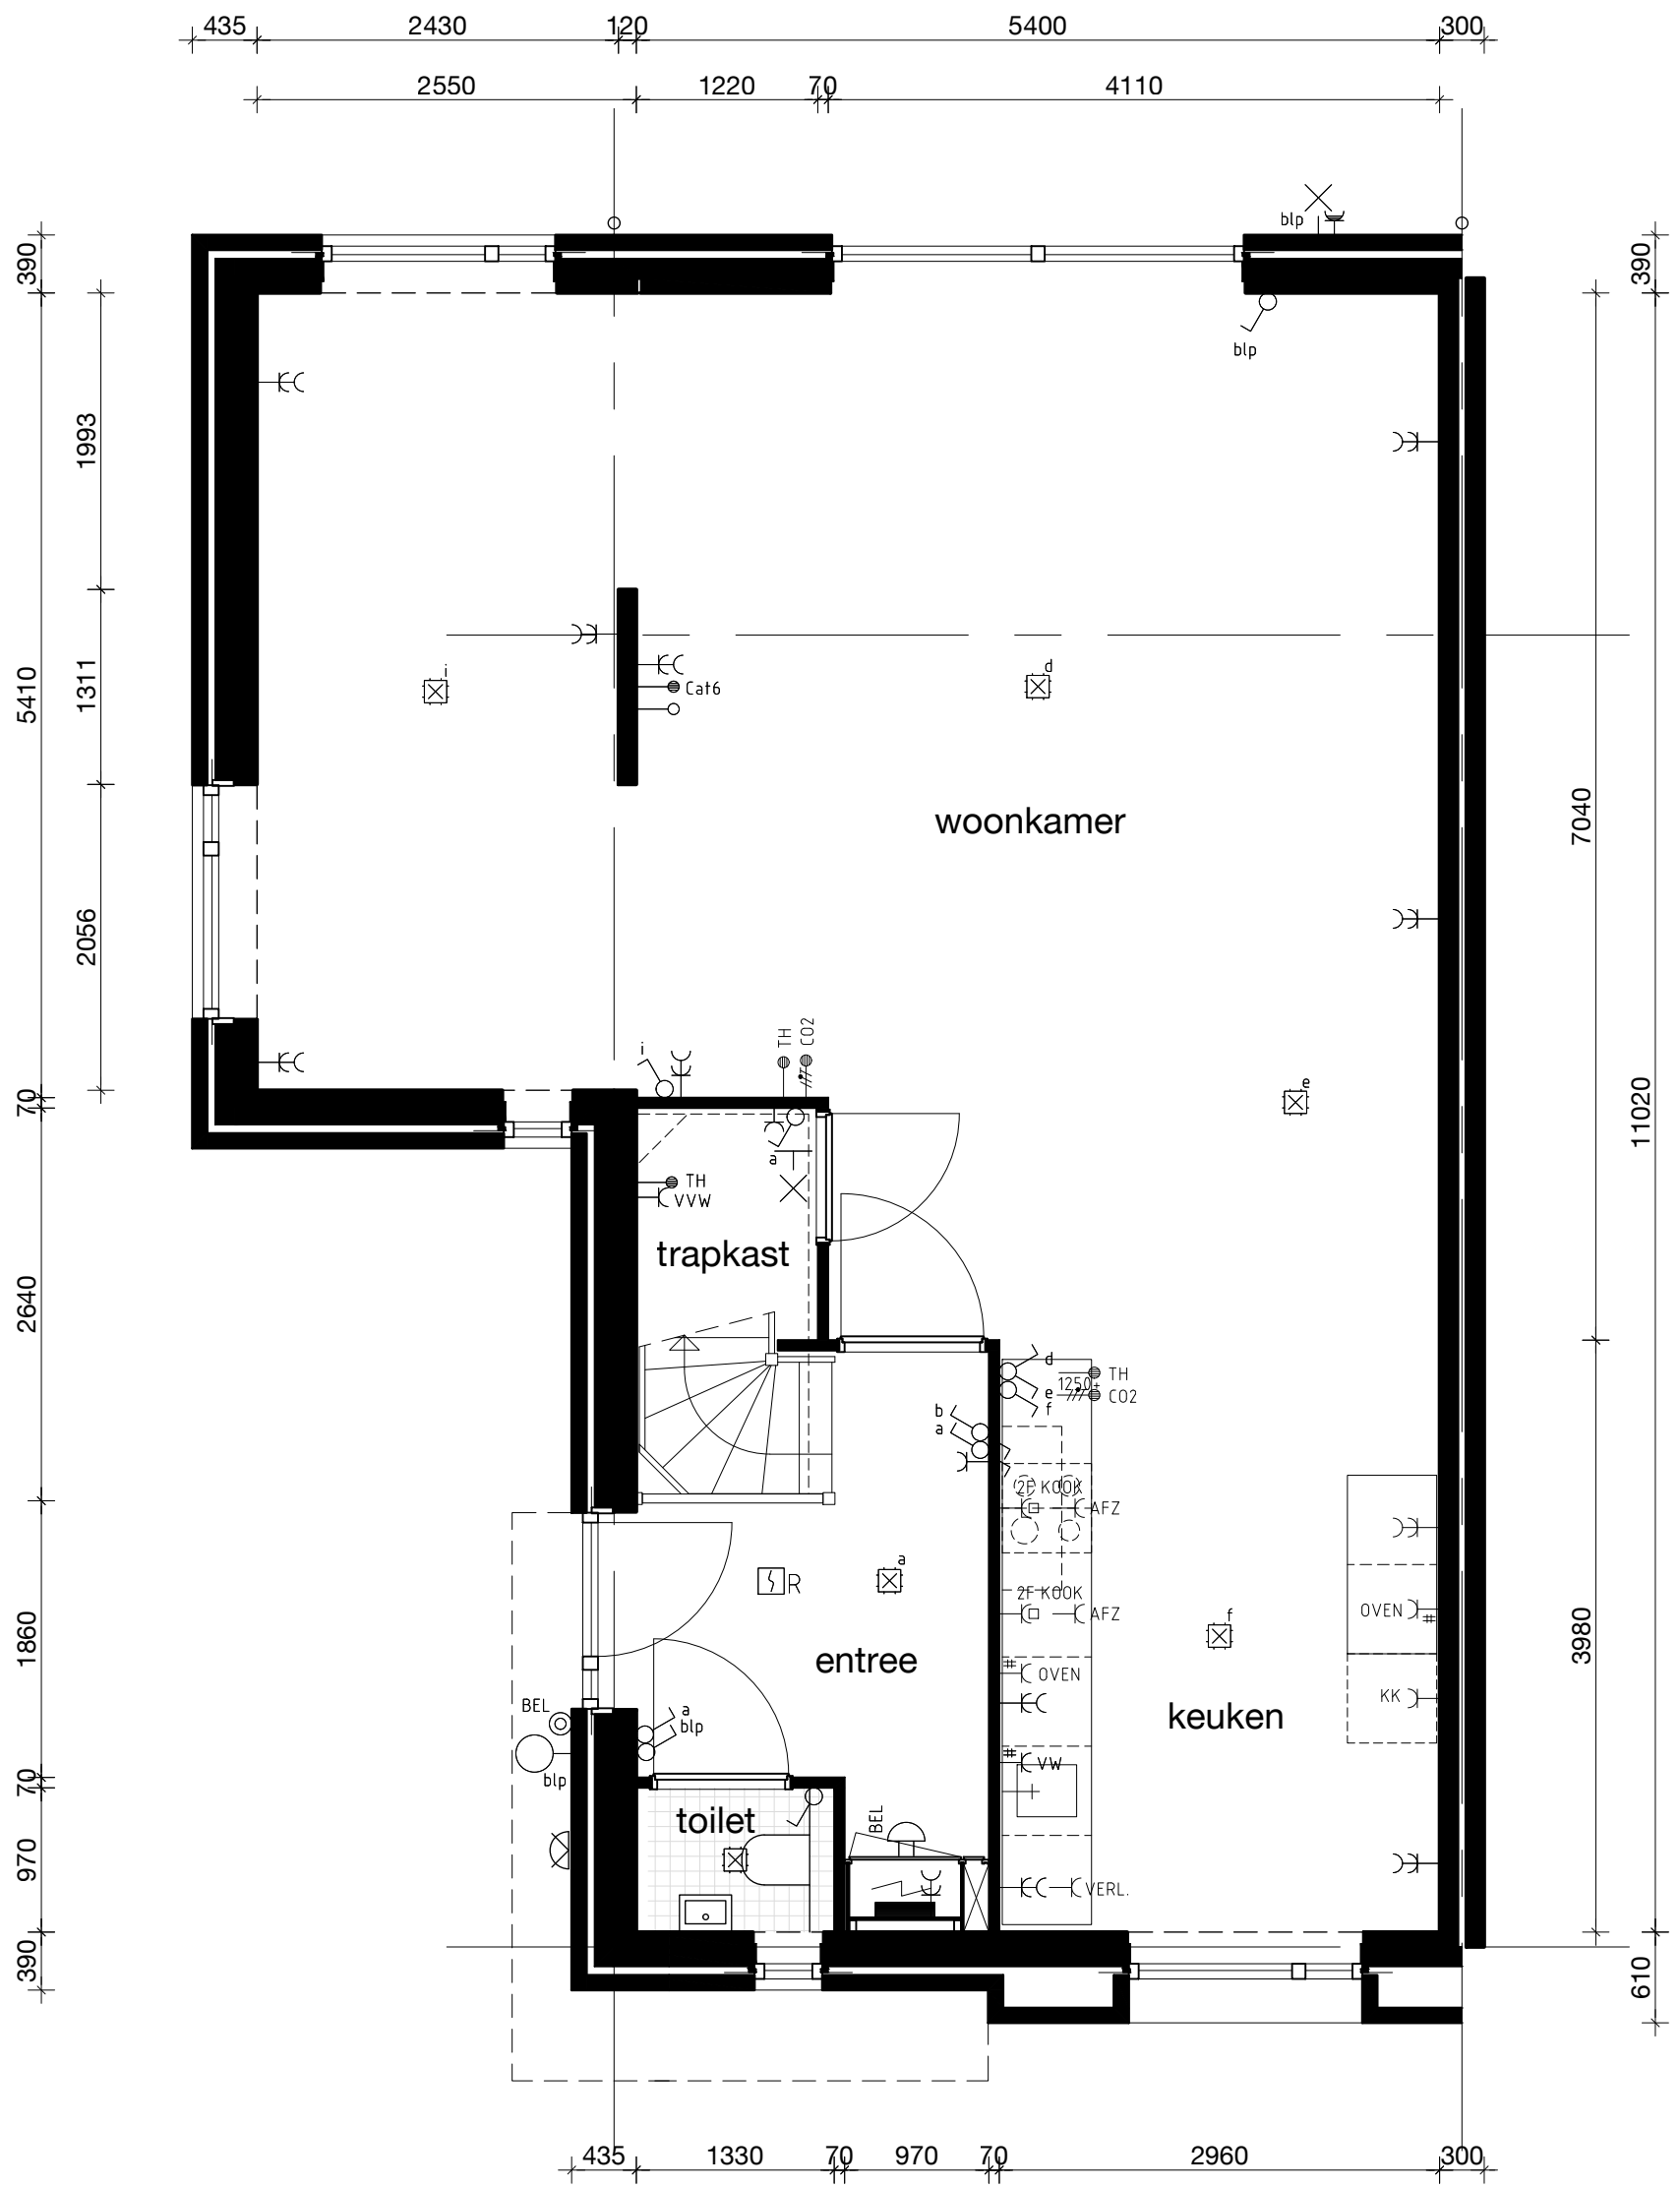 435 2430 120 5400 300
2550 1220 70 4110
blp
390 390
blp
1993
5410 1311
i d
Cat6
woonkamer
7040
2056
i TH CO2
70 e
a
11020
TH
VVW
trapkast
2640
d TH
1250+
e CO2
f
b
a
2F KOOK
AFZ
R a
2F KOOK
AFZ OVEN #
f
1860 entree 3980
# OVEN
KK
BEL a keuken
blp
# VW
blp
70
toilet BEL
970
VERL.
390 610
435 1330 70 970 70 2960 300